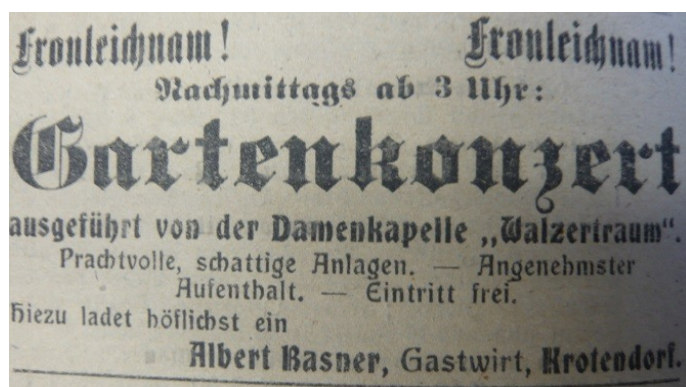 Fronleichnam! Fronleichnam!
Nachmittags ab 3 Uhr:
Gartenkonzert
ausgeführt von der Damenkapelle „Walzertraum“.
Prachtvolle, schattige Anlagen. — Angenehmster
Aufenthalt. — Eintritt frei.
Hiezu ladet höflichst ein
Albert Basner, Gastwirt, Krotendorf.